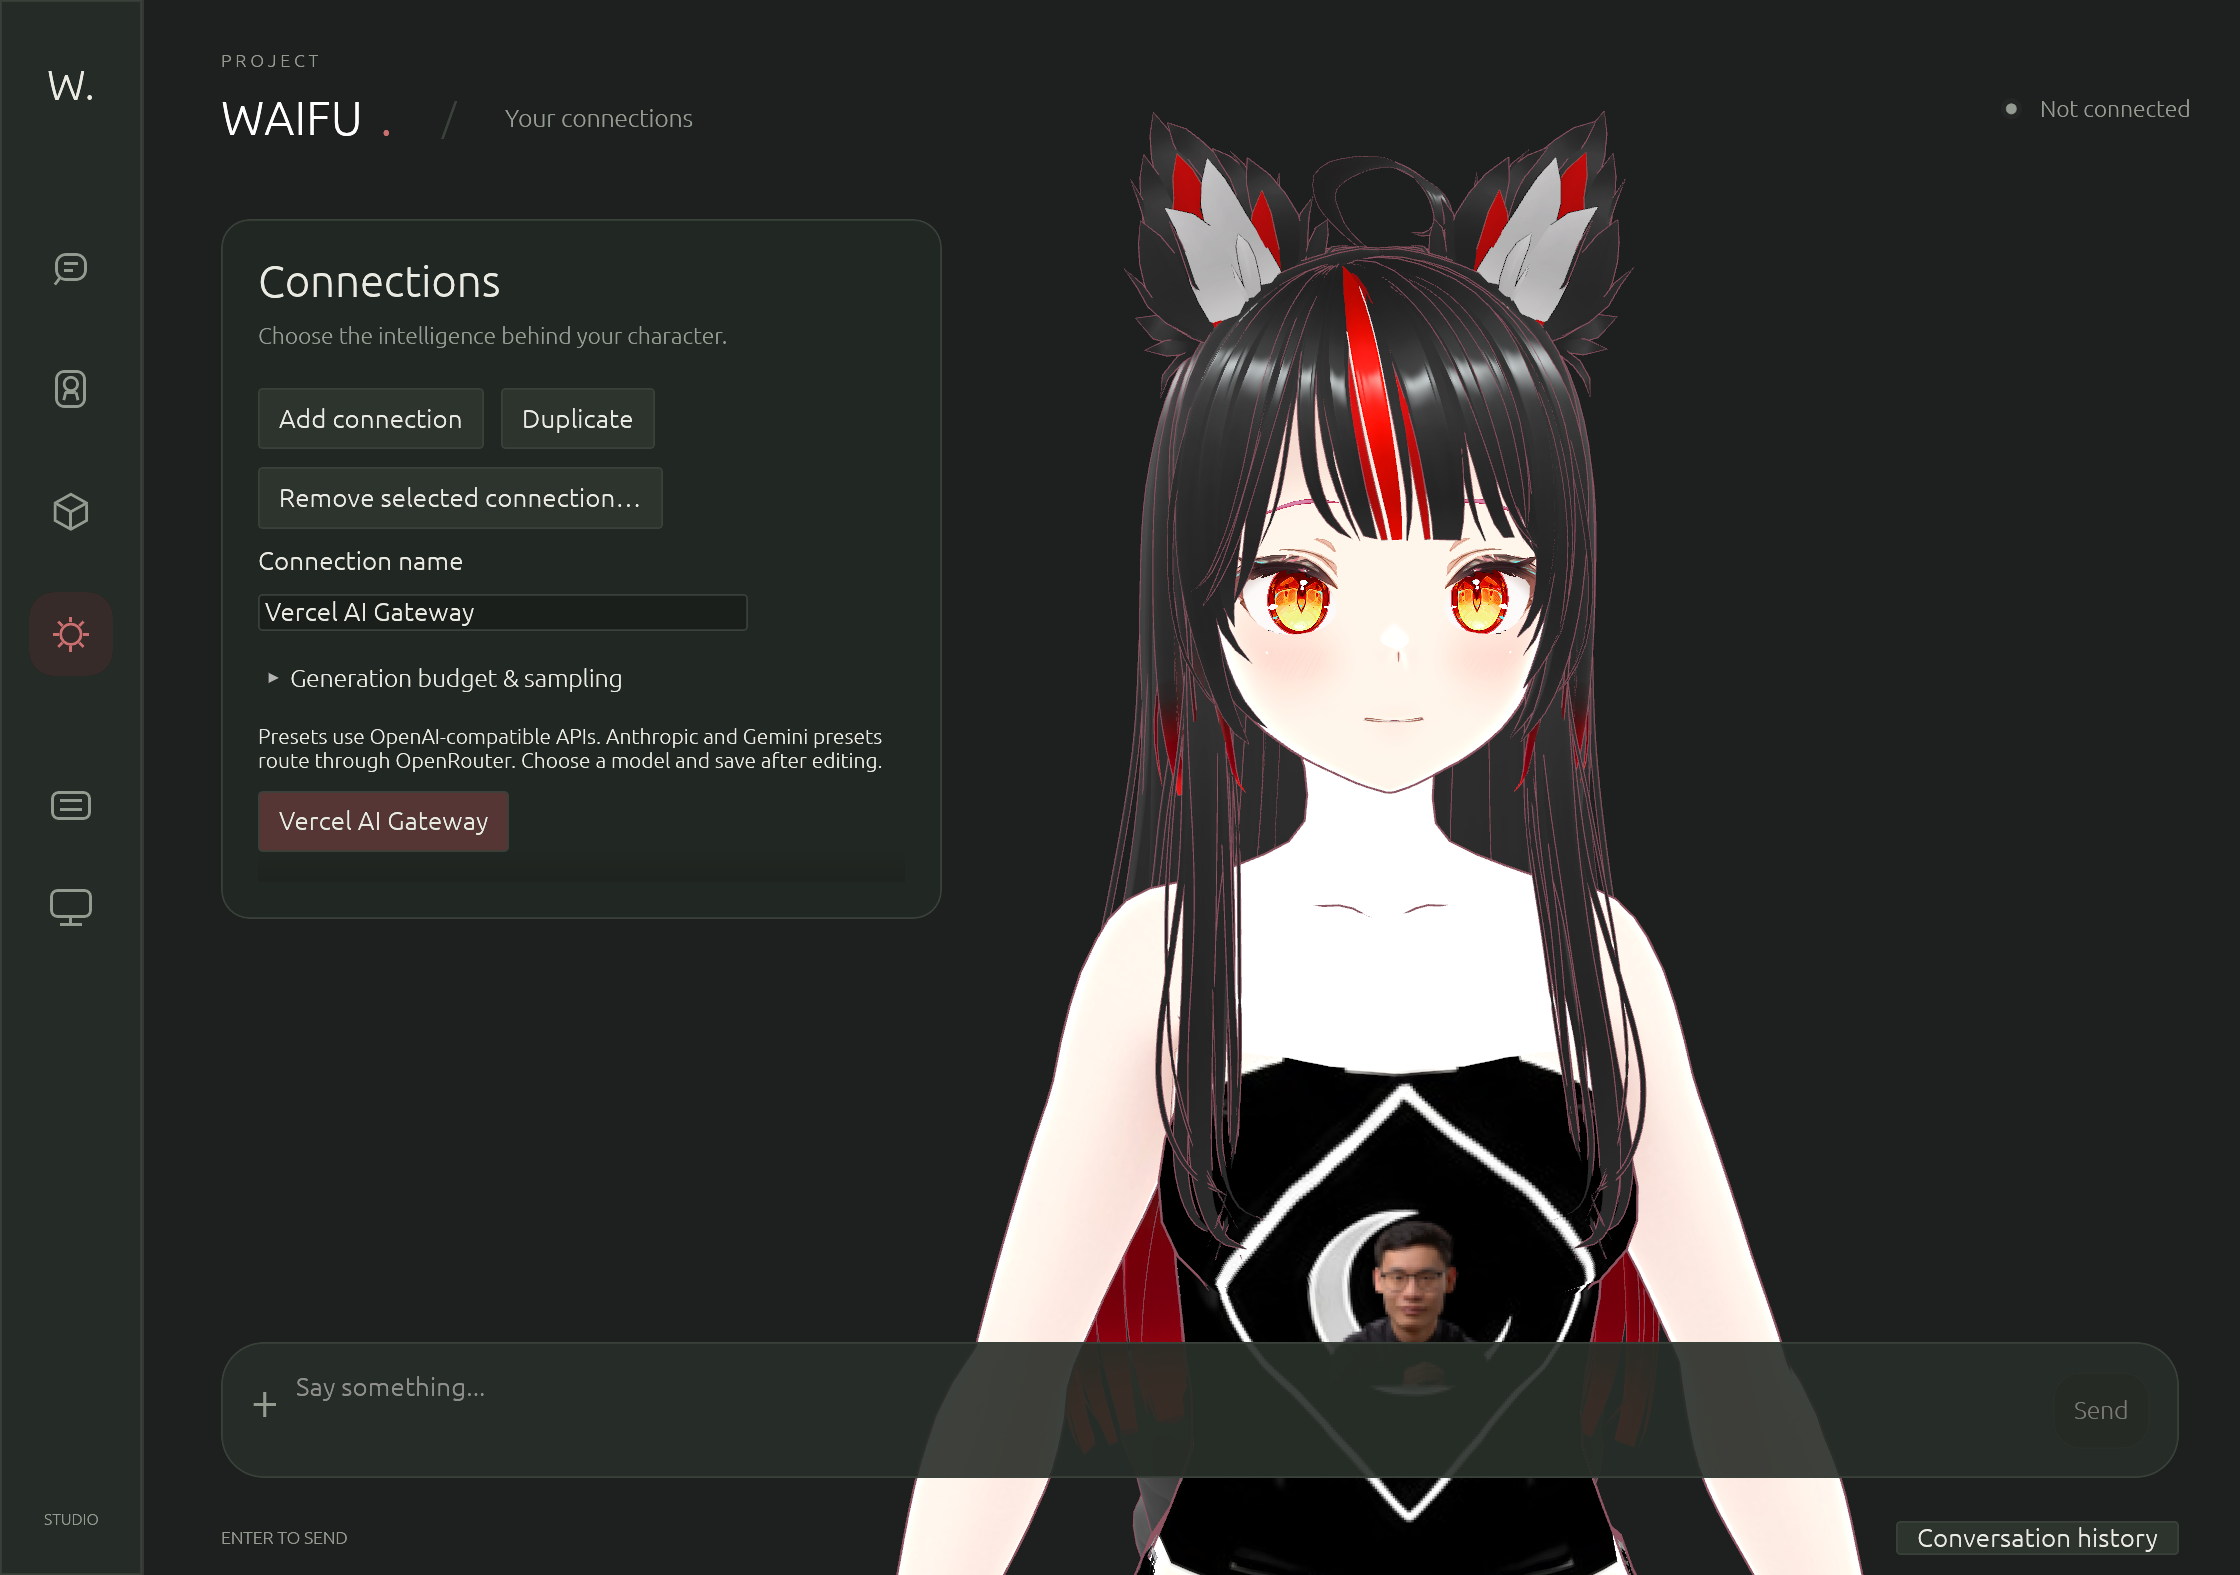 W.
PROJECT
WAIFU . / Your connections
Not connected
Connections
Choose the intelligence behind your character.
Add connection
Duplicate
Remove selected connection...
Connection name
Vercel AI Gateway
Generation budget & sampling
Presets use OpenAI-compatible APIs. Anthropic and Gemini presets
route through OpenRouter. Choose a model and save after editing.
Vercel AI Gateway
Say something...
Send
STUDIO
ENTER TO SEND
Conversation history